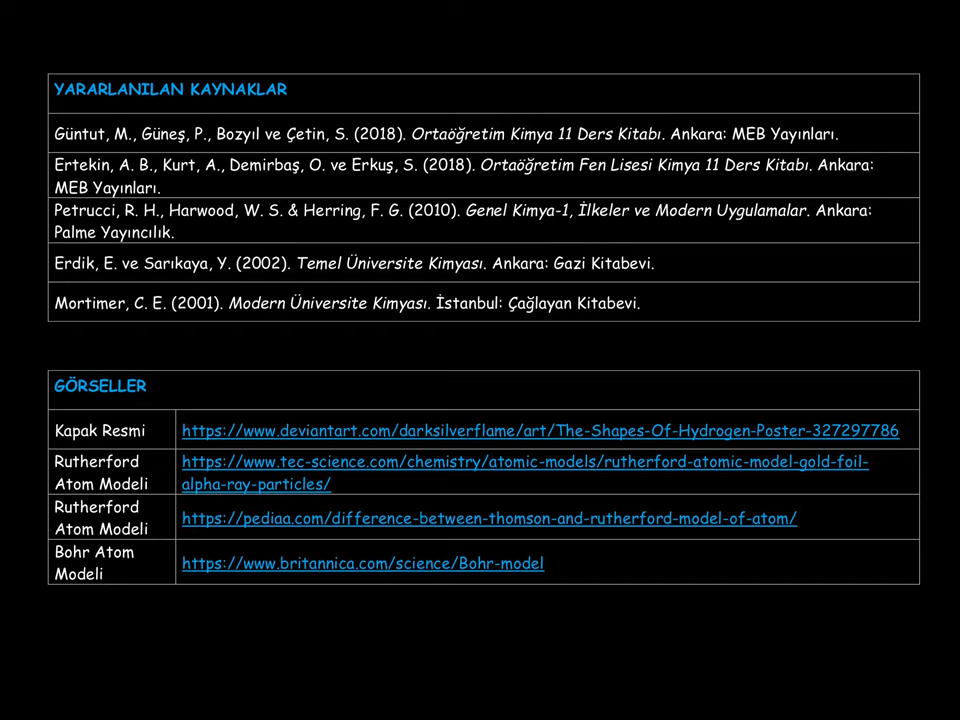 YARARLANILAN KAYNAKLAR
Güntut, M., Güneş, P., Bozyıl ve Çetin, S. (2018). Ortaöğretim Kimya 11 Ders Kitabı. Ankara: MEB Yayınları.
Ertekin, A. B., Kurt, A., Demirbaş, O. ve Erkuş, S. (2018). Ortaöğretim Fen Lisesi Kimya 11 Ders Kitabı. Ankara:
MEB Yayınları.
Petrucci, R. H., Harwood, W. S. & Herring, F. G. (2010). Genel Kimya-1, İlkeler ve Modern Uygulamalar. Ankara:
Palme Yayıncılık.
Erdik, E. ve Sarıkaya, Y. (2002). Temel Üniversite Kimyası. Ankara: Gazi Kitabevi.
Mortimer, C. E. (2001). Modern Üniversite Kimyası. İstanbul: Çağlayan Kitabevi.
GÖRSELLER
Kapak Resmi https://www.deviantart.com/darksilverflame/art/The-Shapes-Of-Hydrogen-Poster-327297786
Rutherford https://www.tec-science.com/chemistry/atomic-models/rutherford-atomic-model-gold-foil-
Atom Modeli alpha-ray-particles/
Rutherford
Atom Modeli https://pediaa.com/difference-between-thomson-and-rutherford-model-of-atom/
Bohr Atom
Modeli https://www.britannica.com/science/Bohr-model